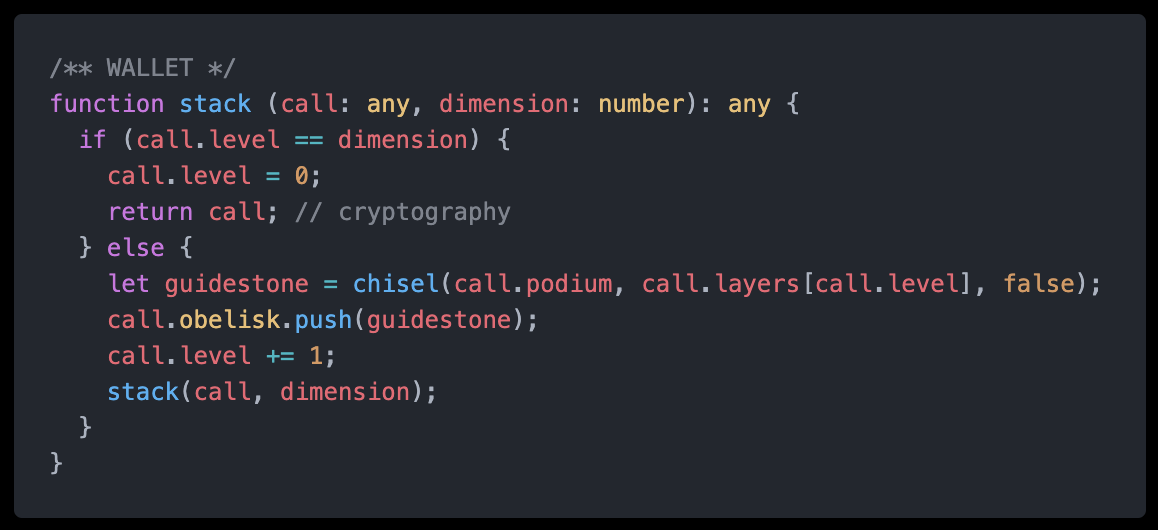 /** WALLET */
function stack (call: any, dimension: number): any {
  if (call.level == dimension) {
    call.level = 0;
    return call; // cryptography
  } else {
    let guidestone = chisel(call.podium, call.layers[call.level], false);
    call.obelisk.push(guidestone);
    call.level += 1;
    stack(call, dimension);
  }
}